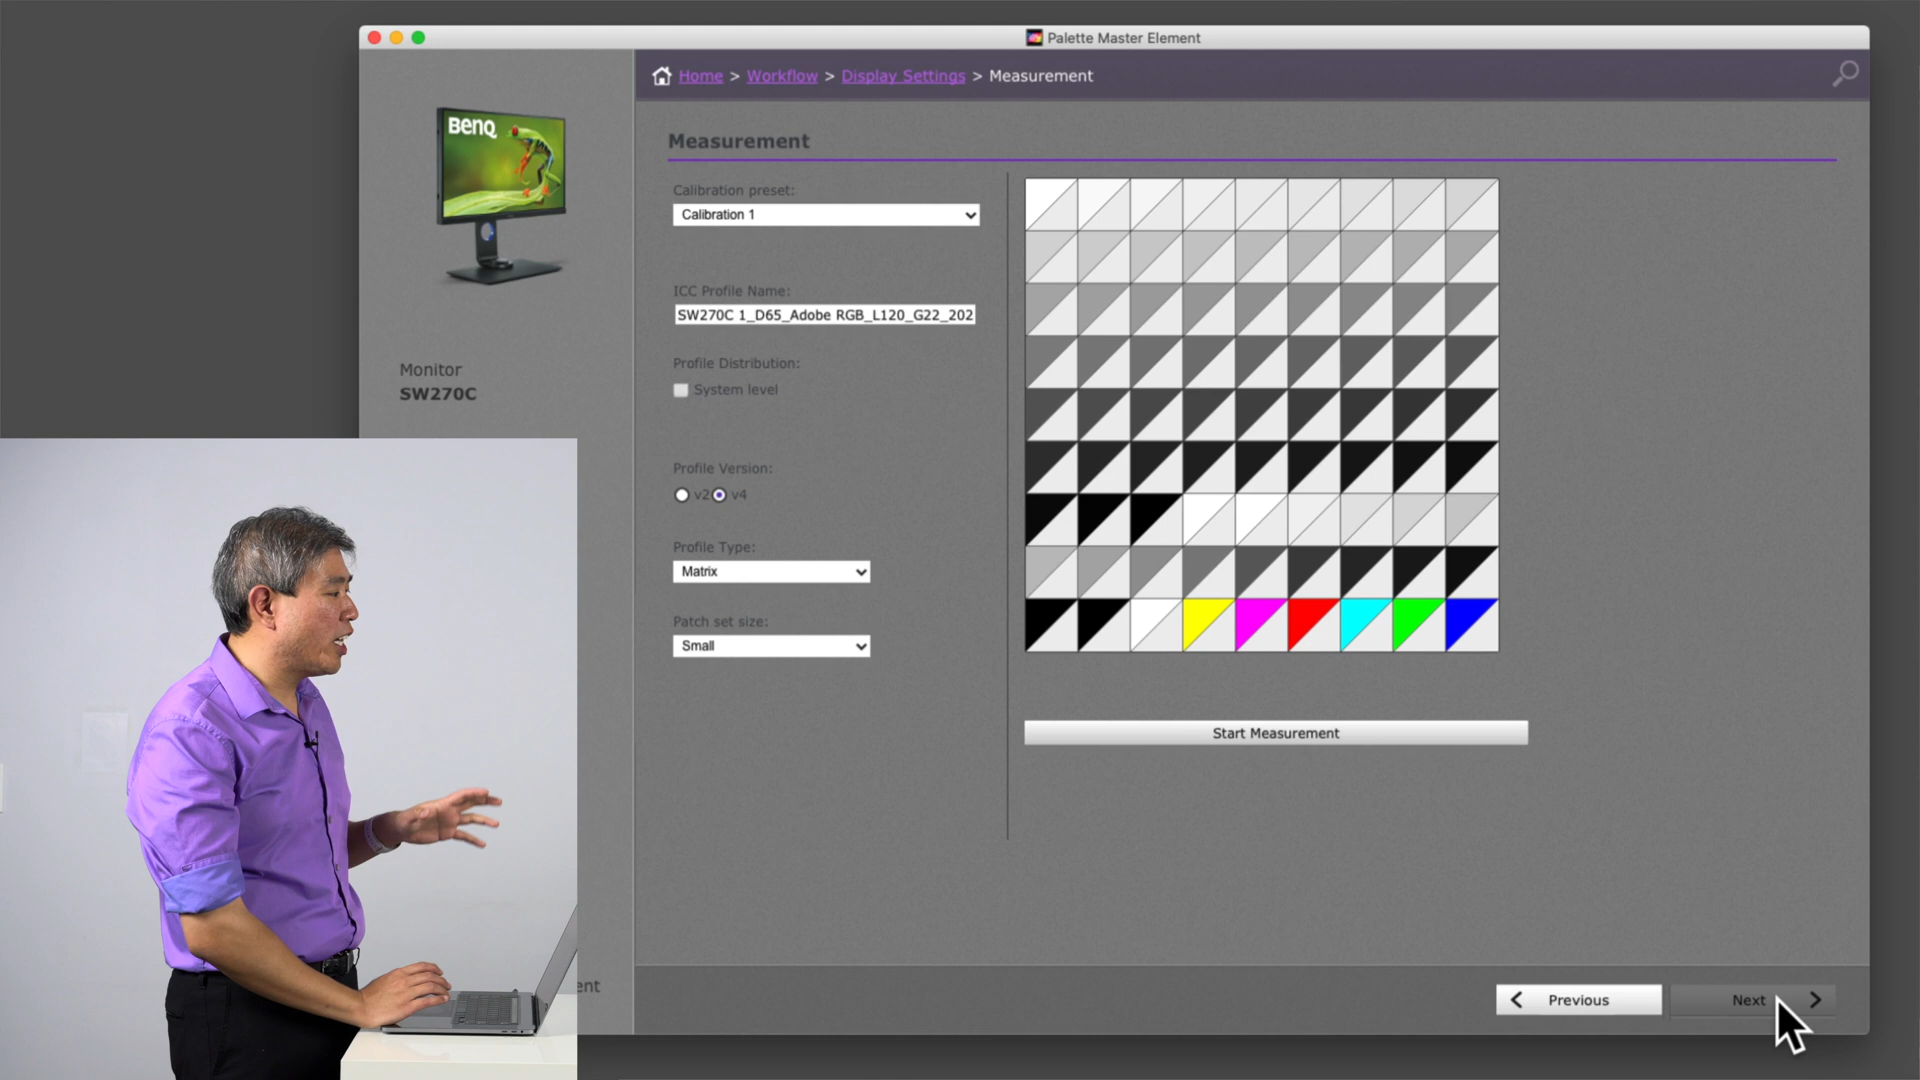 Palette Master Element
Home > Workflow > Display Settings > Measurement
BenQ
Measurement
Calibration preset:
Calibration 1
ICC Profile Name:
SW270C 1_D65_Adobe RGB_L120_G22_202
Profile Distribution:
System level
Monitor
SW270C
Profile Version:
v2 v4
Profile Type:
Matrix
Patch set size:
Small
Start Measurement
ent
Previous
Next